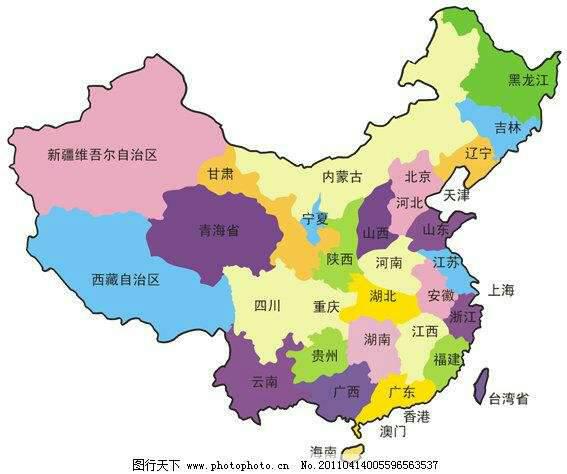 黑龙江
吉林
辽宁
新疆维吾尔自治区
甘肃
内蒙古
北京
天津
河北
宁夏
青海省
山西
山东
陕西
河南
江苏
西藏自治区
上海
四川
重庆
湖北
安徽
浙江
江西
湖南
贵州
福建
云南
广西
广东
台湾省
香港
澳门
海南
图行天下 www.photophoto.cn No.20110414005596563537